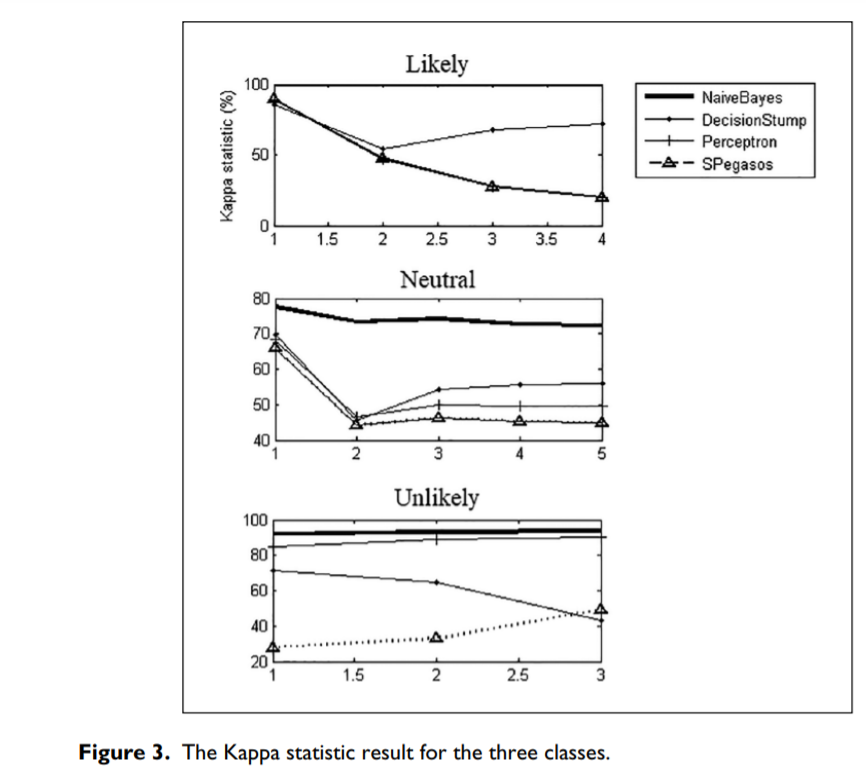 Likely
100
50
0
Kappa statistic (%)
1 1.5 2 2.5 3 3.5 4
NaiveBayes
DecisionStump
Perceptron
SPegasos
Neutral
80
70
60
50
40
1 2 3 4 5
Unlikely
100
80
60
40
20
1 1.5 2 2.5 3
Figure 3. The Kappa statistic result for the three classes.